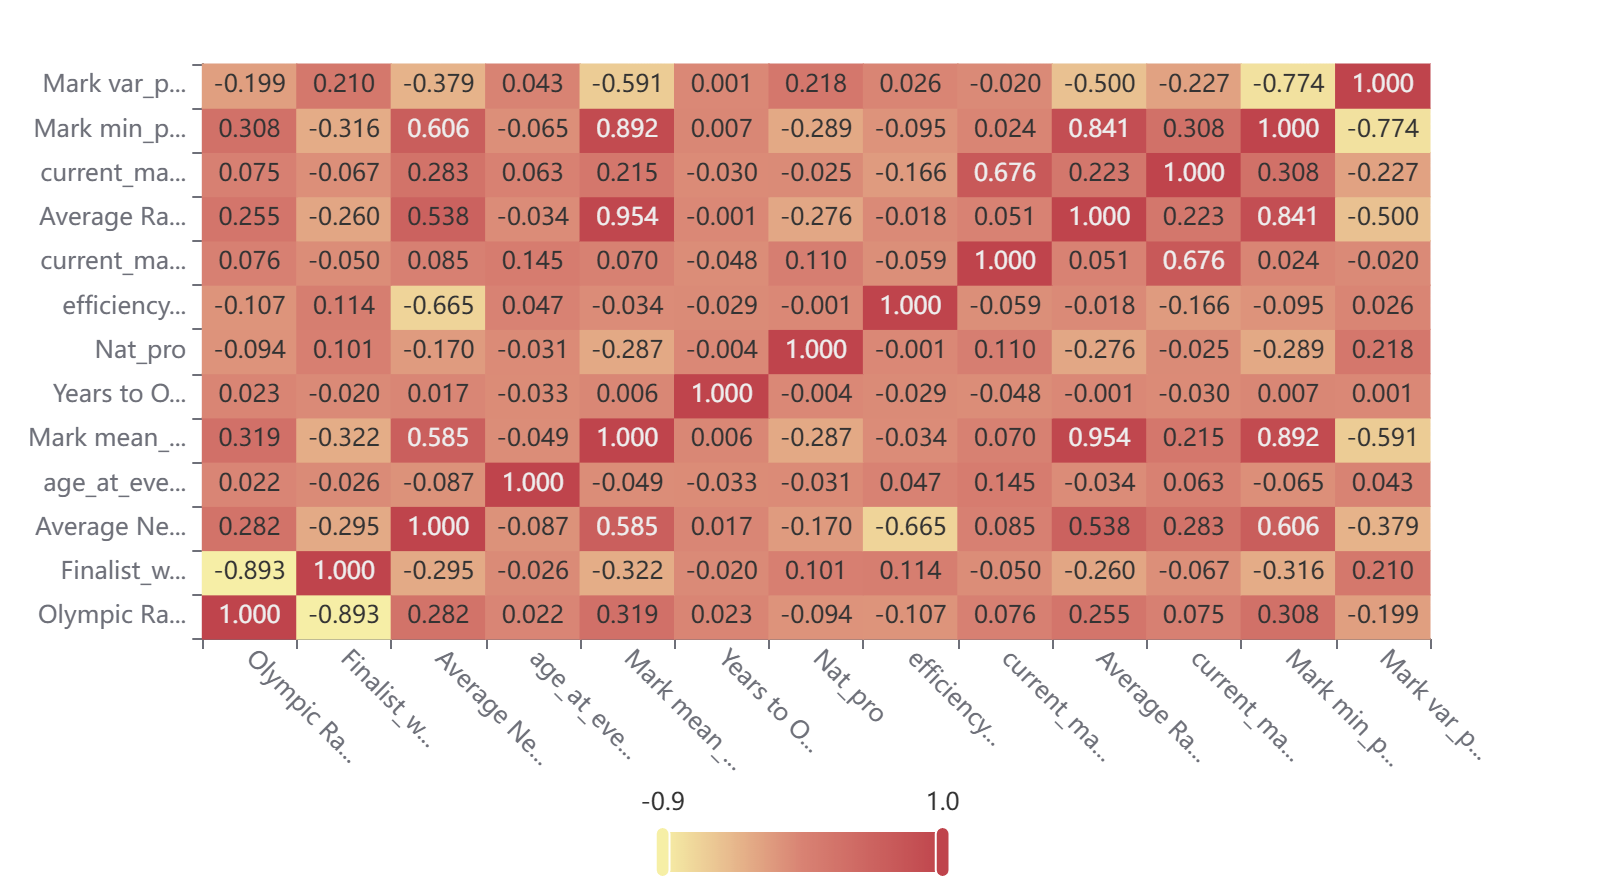 Mark var_p... -0.199 0.210 -0.379 0.043 -0.591 0.001 0.218 0.026 -0.020 -0.500 -0.227 -0.774 1.000
Mark min_p... 0.308 -0.316 0.606 -0.065 0.892 0.007 -0.289 -0.095 0.024 0.841 0.308 1.000 -0.774
current_ma... 0.075 -0.067 0.283 0.063 0.215 -0.030 -0.025 -0.166 0.676 0.223 1.000 0.308 -0.227
Average Ra... 0.255 -0.260 0.538 -0.034 0.954 -0.001 -0.276 -0.018 0.051 1.000 0.223 0.841 -0.500
current_ma... 0.076 -0.050 0.085 0.145 0.070 -0.048 0.110 -0.059 1.000 0.051 0.676 0.024 -0.020
efficiency... -0.107 0.114 -0.665 0.047 -0.034 -0.029 -0.001 1.000 -0.059 -0.018 -0.166 -0.095 0.026
Nat_pro -0.094 0.101 -0.170 -0.031 -0.287 -0.004 1.000 -0.001 0.110 -0.276 -0.025 -0.289 0.218
Years to O... 0.023 -0.020 0.017 -0.033 0.006 1.000 -0.004 -0.029 -0.048 -0.001 -0.030 0.007 0.001
Mark mean_... 0.319 -0.322 0.585 -0.049 1.000 0.006 -0.287 -0.034 0.070 0.954 0.215 0.892 -0.591
age_at_eve... 0.022 -0.026 -0.087 1.000 -0.049 -0.033 -0.031 0.047 0.145 -0.034 0.063 -0.065 0.043
Average Ne... 0.282 -0.295 1.000 -0.087 0.585 0.017 -0.170 -0.665 0.085 0.538 0.283 0.606 -0.379
Finalist_w... -0.893 1.000 -0.295 -0.026 -0.322 -0.020 0.101 0.114 -0.050 -0.260 -0.067 -0.316 0.210
Olympic Ra... 1.000 -0.893 0.282 0.022 0.319 0.023 -0.094 -0.107 0.076 0.255 0.075 0.308 -0.199
Olympic Ra... Finalist_w... Average Ne... age_at_eve... Mark mean_... Years to O... Nat_pro efficiency... current_ma... Average Ra... current_ma... Mark min_p... Mark var_p...
-0.9 1.0